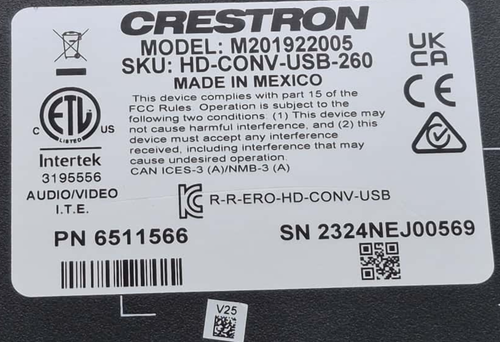 CRESTRON
MODEL: M201922005
SKU: HD-CONV-USB-260
MADE IN MEXICO
This device complies with part 15 of the
FCC Rules. Operation is subject to the
following two conditions: (1) This device may
not cause harmful interference, and (2) this
device must accept any interference
received, including interference that may
cause undesired operation.
CAN ICES-3 (A)/NMB-3 (A)
UK
CA
CE
C ETL US
LISTED
Intertek
3195556
AUDIO/VIDEO
I.T.E.
R-R-ERO-HD-CONV-USB
PN 6511566
SN 2324NEJ00569
V25